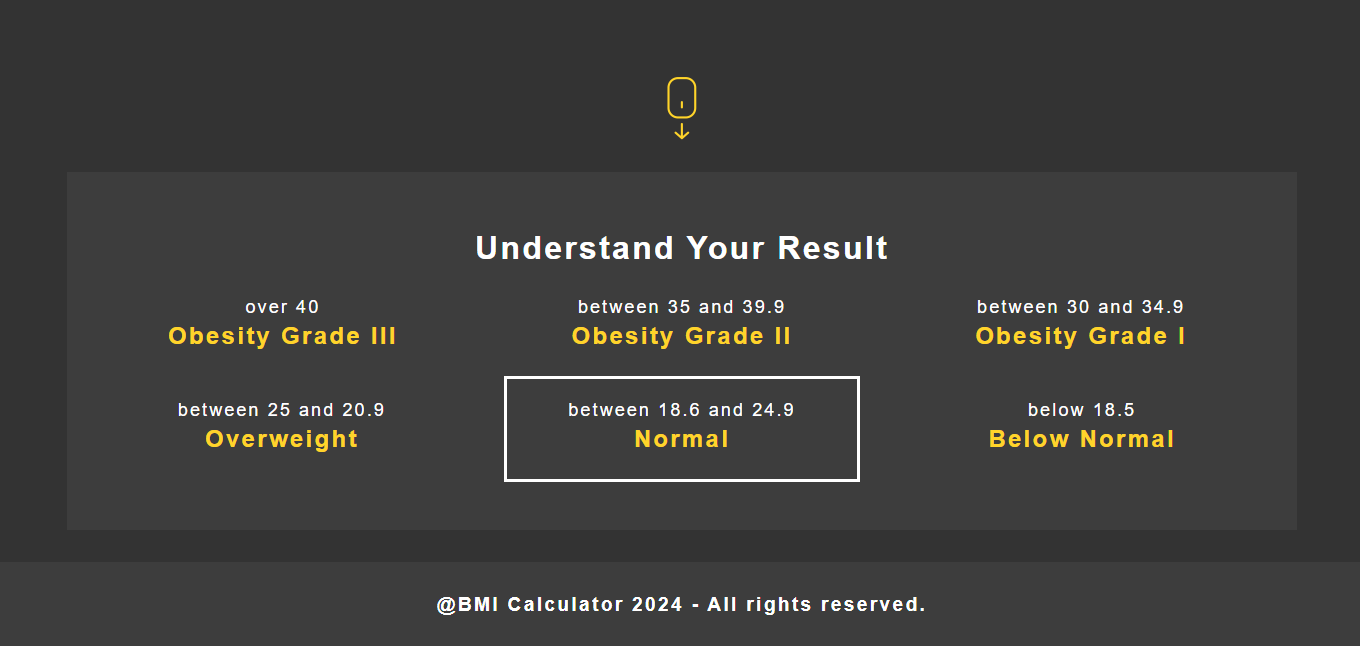 Understand Your Result
over 40
Obesity Grade III
between 35 and 39.9
Obesity Grade II
between 30 and 34.9
Obesity Grade I
between 25 and 20.9
Overweight
between 18.6 and 24.9
Normal
below 18.5
Below Normal
@BMI Calculator 2024 - All rights reserved.